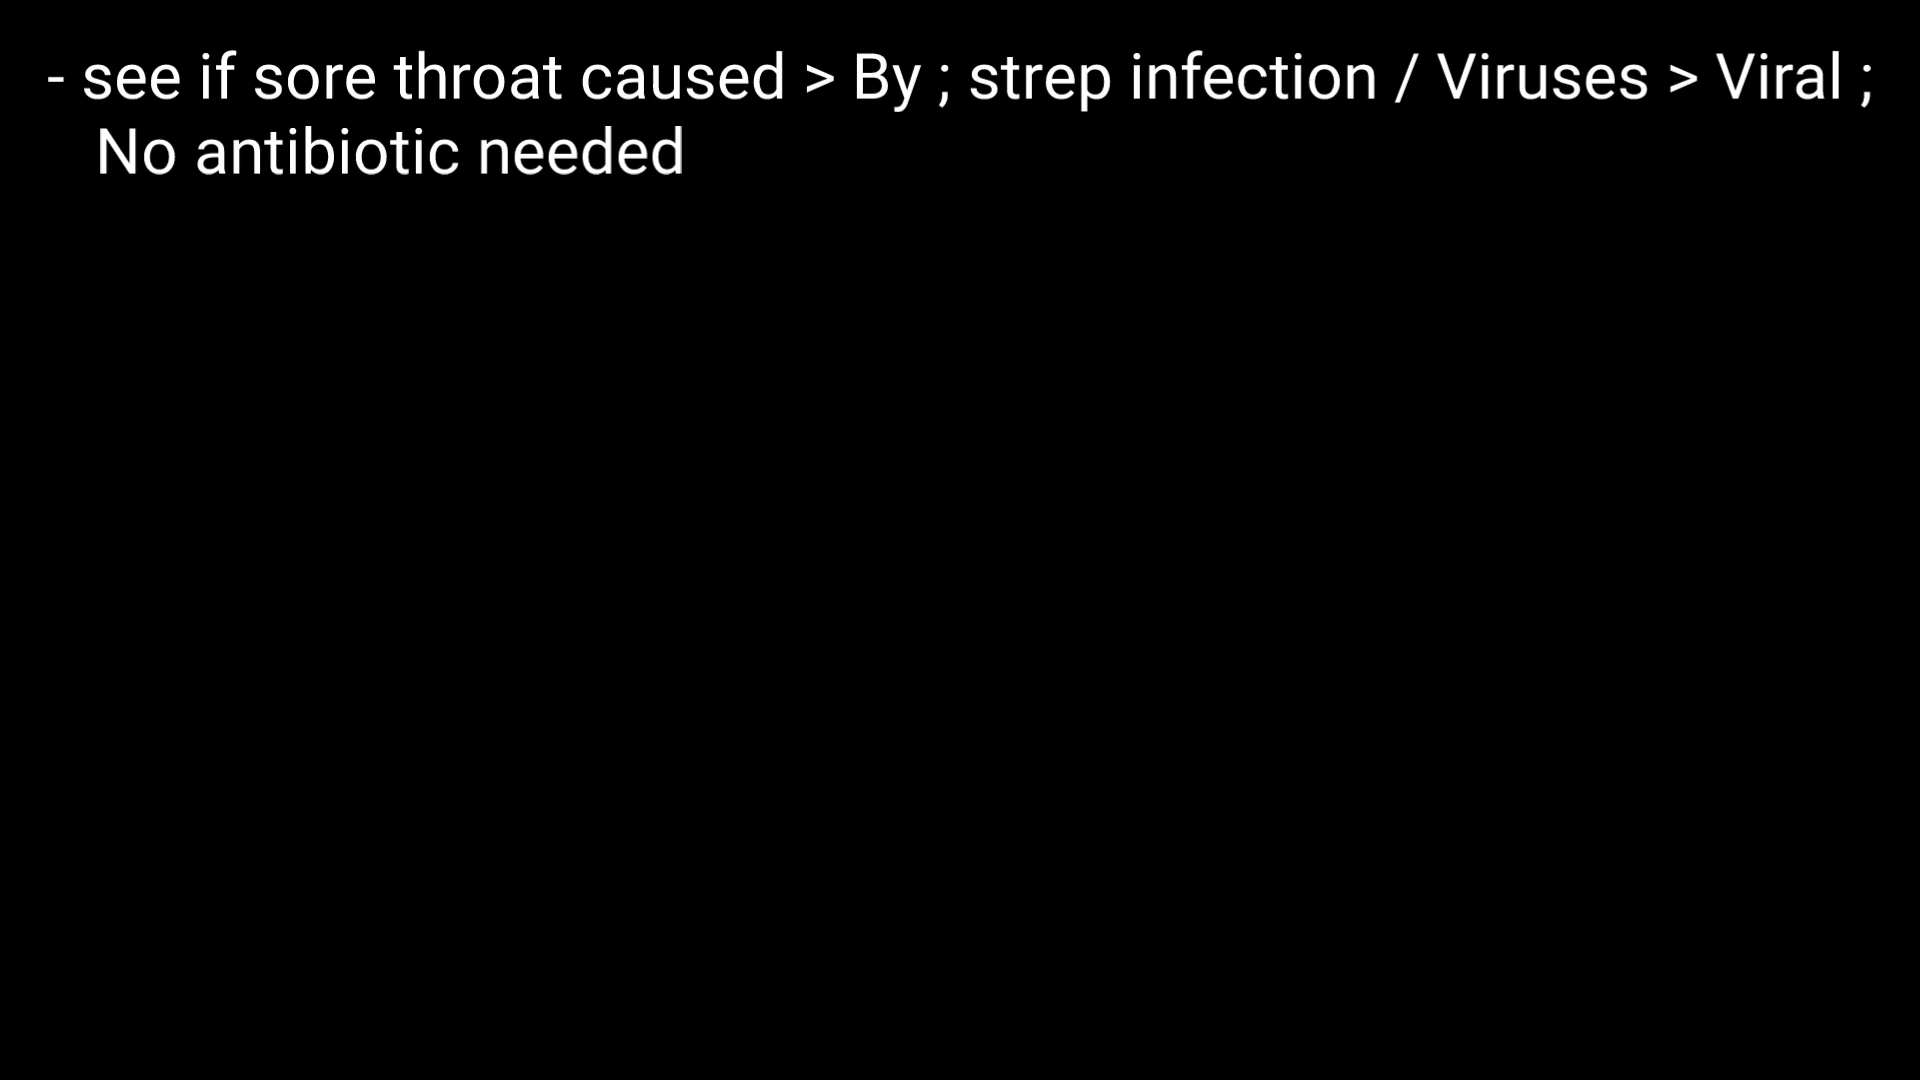 - see if sore throat caused > By ; strep infection / Viruses > Viral ;
No antibiotic needed